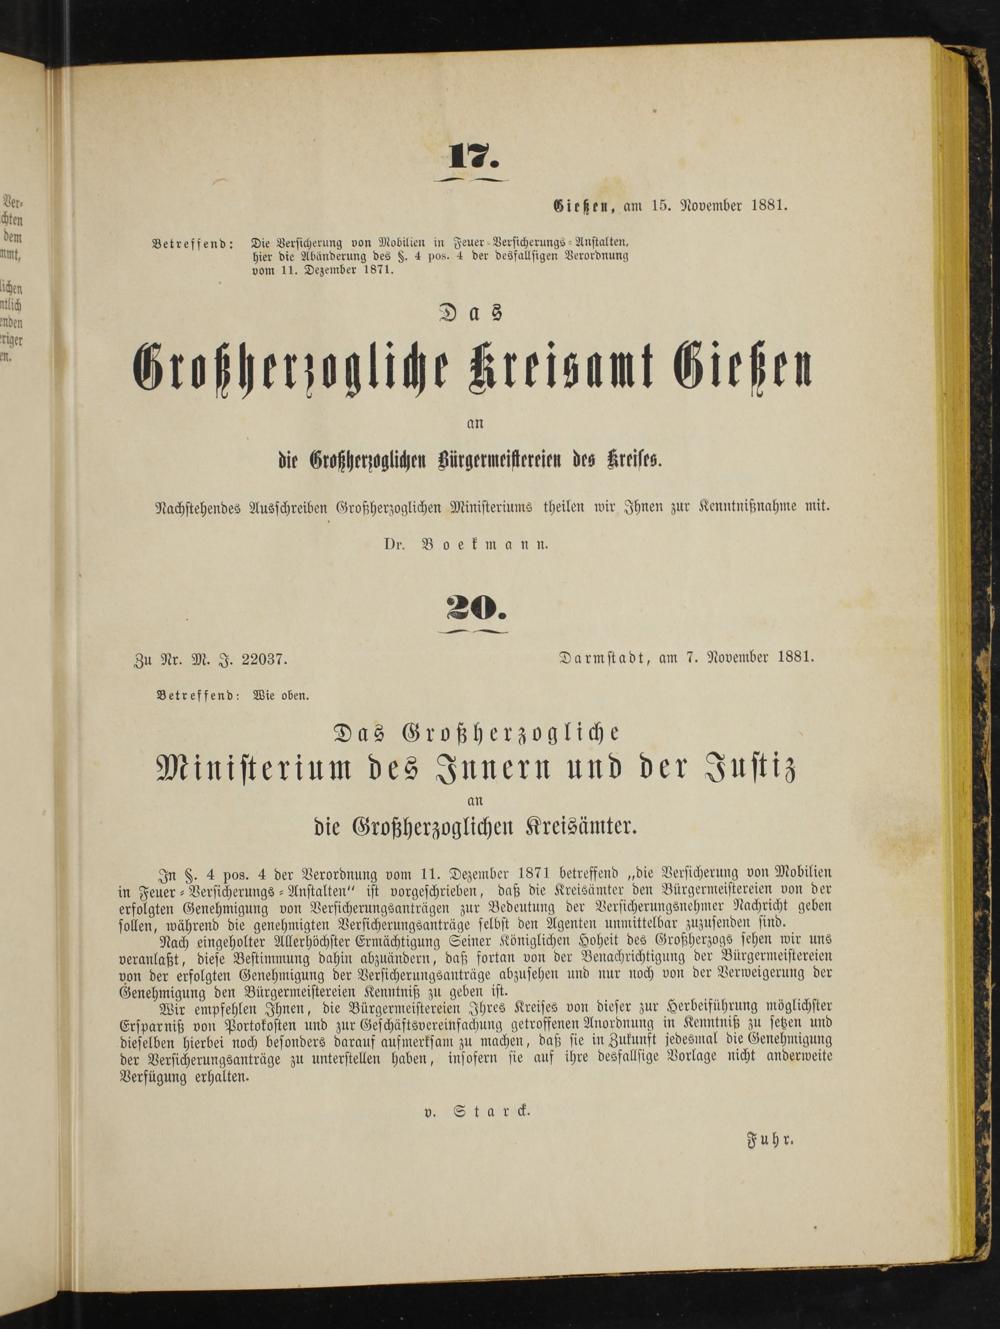 17.
Gießen, am 15. November 1881.
Betreffend: Die Versicherung von Mobilien in Feuer-Versicherungs-Anstalten,
hier die Abänderung des §. 4 pos. 4 der desfallsigen Verordnung
vom 11. Dezember 1871.
Das
Großherzogliche Kreisamt Gießen
an
die Großherzoglichen Bürgermeistereien des Kreises.
Nachstehendes Ausschreiben Großherzoglichen Ministeriums theilen wir Ihnen zur Kenntnißnahme mit.
Dr. Boekmann.
20.
Zu Nr. M. J. 22037. Darmstadt, am 7. November 1881.
Betreffend: Wie oben.
Das Großherzogliche
Ministerium des Innern und der Justiz
an
die Großherzoglichen Kreisämter.
In §. 4 pos. 4 der Verordnung vom 11. Dezember 1871 betreffend „die Versicherung von Mobilien
in Feuer-Versicherungs-Anstalten“ ist vorgeschrieben, daß die Kreisämter den Bürgermeistereien von der
erfolgten Genehmigung von Versicherungsanträgen zur Bedeutung der Versicherungsnehmer Nachricht geben
sollen, während die genehmigten Versicherungsanträge selbst den Agenten unmittelbar zuzusenden sind.
Nach eingeholter Allerhöchster Ermächtigung Seiner Königlichen Hoheit des Großherzogs sehen wir uns
veranlaßt, diese Bestimmung dahin abzuändern, daß fortan von der Benachrichtigung der Bürgermeistereien
von der erfolgten Genehmigung der Versicherungsanträge abzusehen und nur noch von der Verweigerung der
Genehmigung den Bürgermeistereien Kenntniß zu geben ist.
Wir empfehlen Ihnen, die Bürgermeistereien Ihres Kreises von dieser zur Herbeiführung möglichster
Ersparniß von Portokosten und zur Geschäftsvereinfachung getroffenen Anordnung in Kenntniß zu setzen und
dieselben hierbei noch besonders darauf aufmerksam zu machen, daß sie in Zukunft jedesmal die Genehmigung
der Versicherungsanträge zu unterstellen haben, insofern sie auf ihre desfallsige Vorlage nicht anderweite
Verfügung erhalten.
v. Starck.
Fuhr.